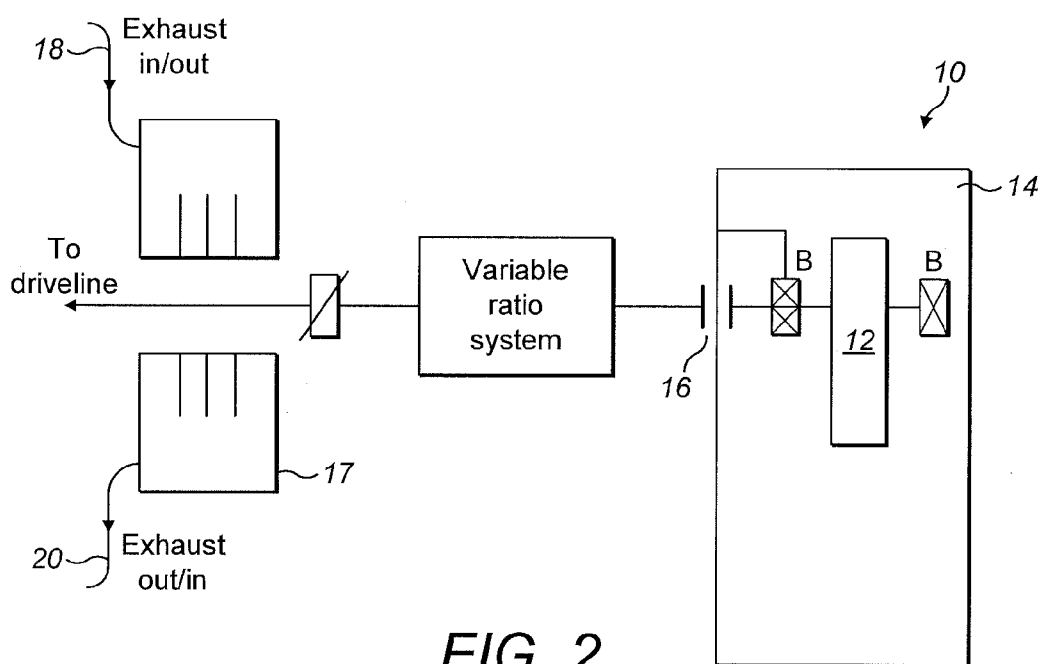 Exhaust
in/out
18
10
14
To
driveline
Variable
ratio
system
B
B
12
16
17
20
Exhaust
out/in
FIG. 2